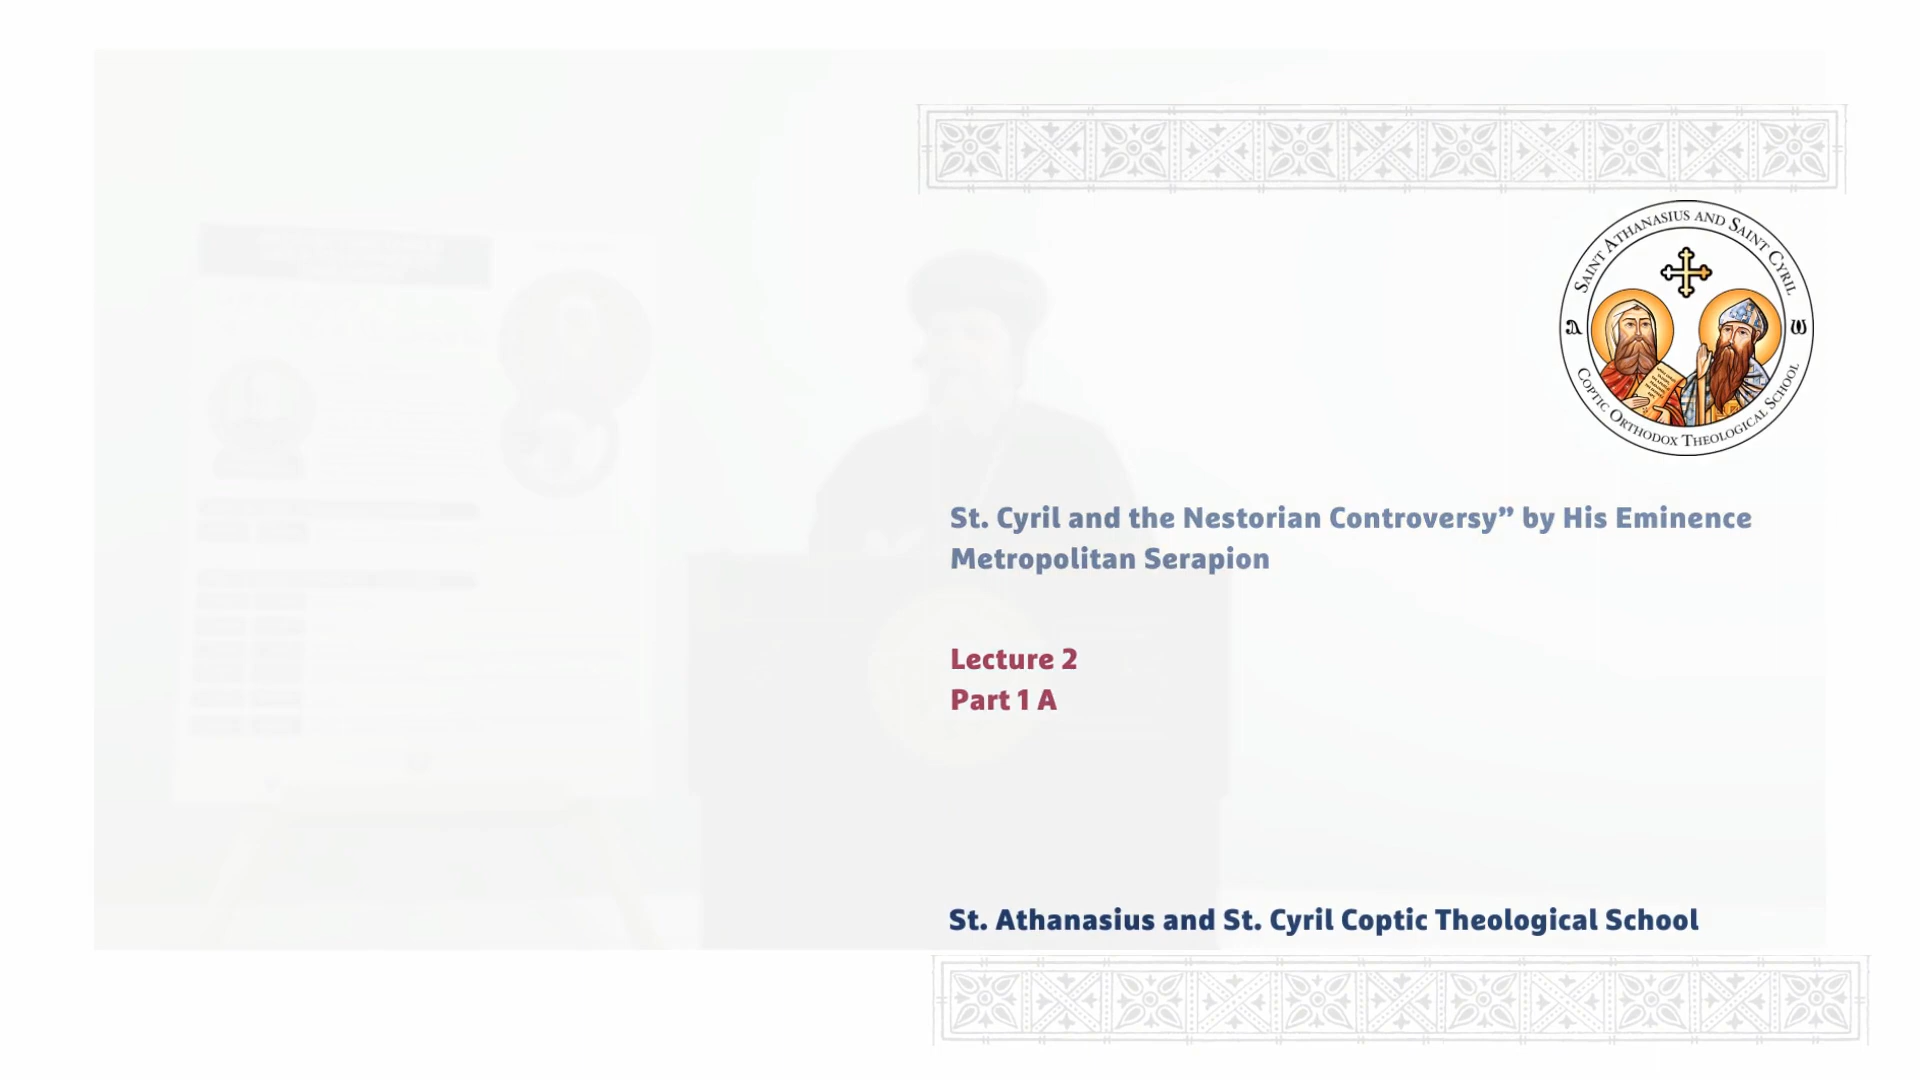 SAINT ATHANASIUS AND SAINT CYRIL
COPTIC ORTHODOX THEOLOGICAL SCHOOL
St. Cyril and the Nestorian Controversy” by His Eminence
Metropolitan Serapion
Lecture 2
Part 1 A
St. Athanasius and St. Cyril Coptic Theological School